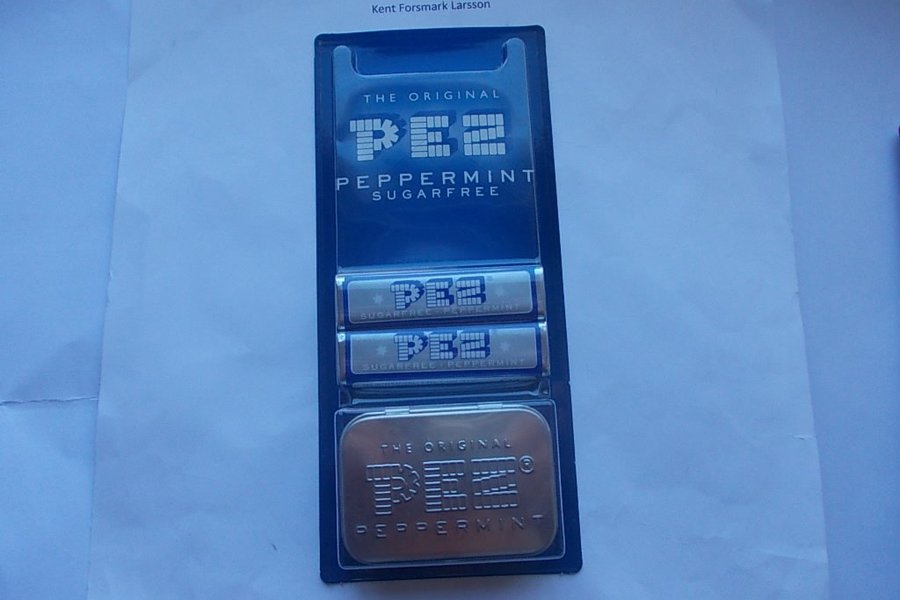 Kent Forsmark Larsson
THE ORIGINAL
PEZ
PEPPERMINT
SUGARFREE
PEZ
SUGARFREE · PEPPERMINT
PEZ
SUGARFREE · PEPPERMINT
THE ORIGINAL
PEZ®
PEPPERMINT